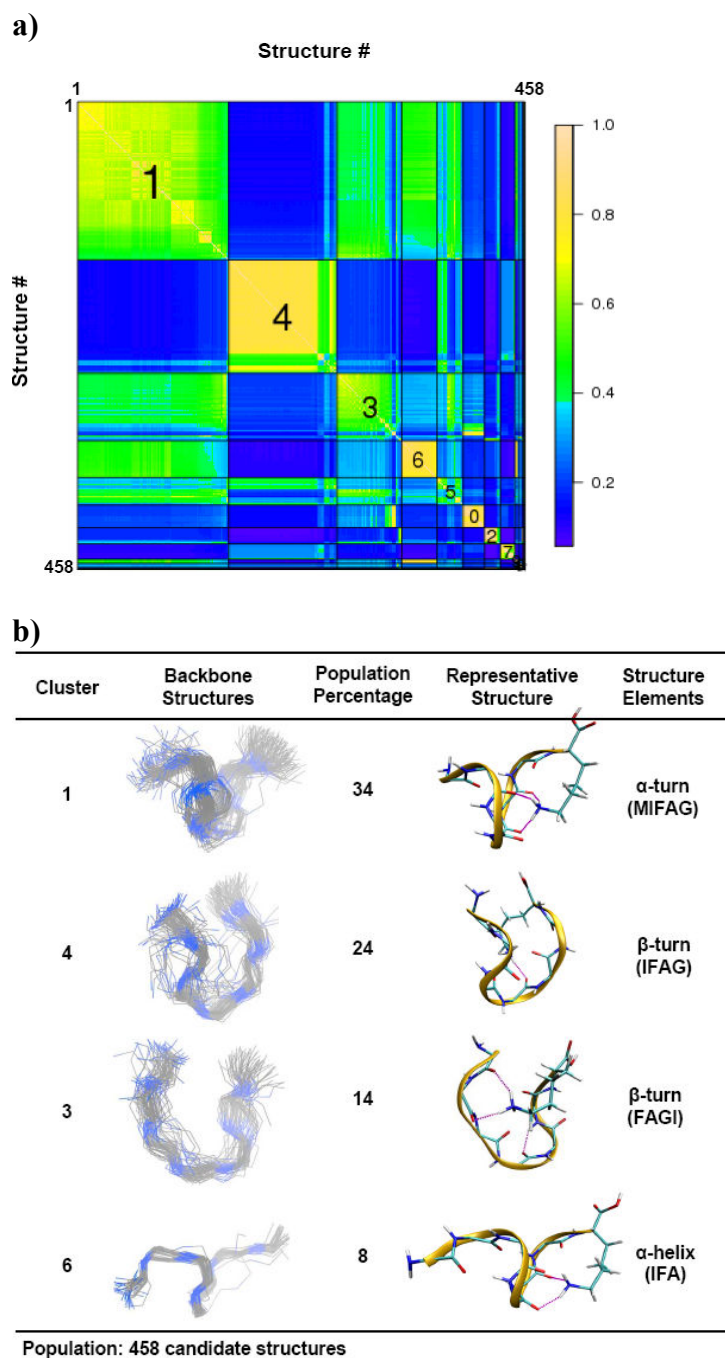 a)
Structure #
1
458
1
1.0
1
0.8
Structure #
4
0.6
3
0.4
6
5
0
0.2
2
7
458
b)
Cluster Backbone Structures Population Percentage Representative Structure Structure Elements
1 34 α-turn (MIFAG)
4 24 β-turn (IFAG)
3 14 β-turn (FAGI)
6 8 α-helix (IFA)
Population: 458 candidate structures